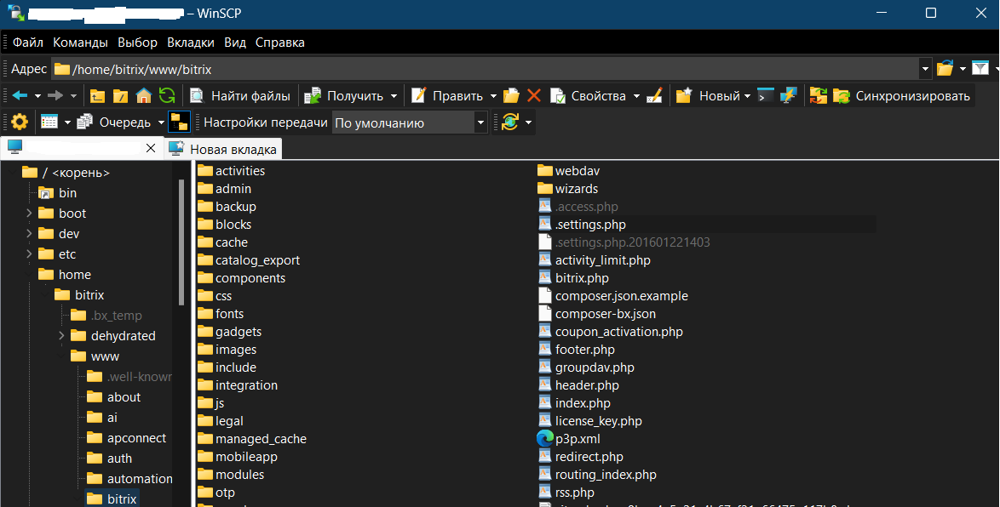 – WinSCP
Файл Команды Выбор Вкладки Вид Справка
Адрес /home/bitrix/www/bitrix
Найти файлы Получить Править Свойства Новый Синхронизировать
Очередь Настройки передачи По умолчанию
Новая вкладка
/ <корень>
bin
boot
dev
etc
home
bitrix
.bx_temp
dehydrated
www
.well-known
about
ai
apconnect
auth
automation
bitrix
activities
admin
backup
blocks
cache
catalog_export
components
css
fonts
gadgets
images
include
integration
js
legal
managed_cache
mobileapp
modules
otp
webdav
wizards
.access.php
.settings.php
.settings.php.201601221403
activity_limit.php
bitrix.php
composer.json.example
composer-bx.json
coupon_activation.php
footer.php
groupdav.php
header.php
index.php
license_key.php
p3p.xml
redirect.php
routing_index.php
rss.php